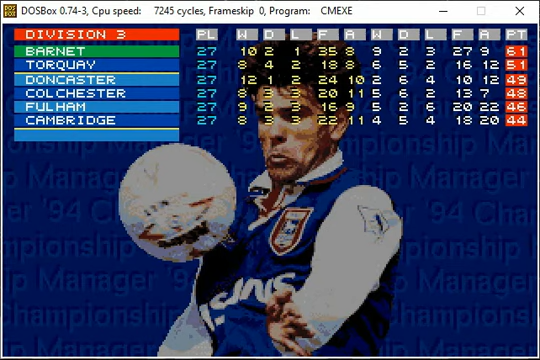 DOSBox 0.74-3, Cpu speed: 7245 cycles, Frameskip 0, Program: CMEXE
DIVISION 3 PL W D L F A W D L F A PT
BARNET 27 10 2 1 35 8 9 2 3 27 9 61
TORQUAY 27 8 4 2 18 8 6 5 2 16 12 51
DONCASTER 27 12 1 2 24 10 2 6 4 10 12 49
COLCHESTER 27 8 3 3 20 11 5 6 2 13 7 48
FULHAM 27 9 2 3 16 9 5 2 6 20 22 46
CAMBRIDGE 27 8 3 3 22 11 4 5 4 18 20 44
Championship Manager '94